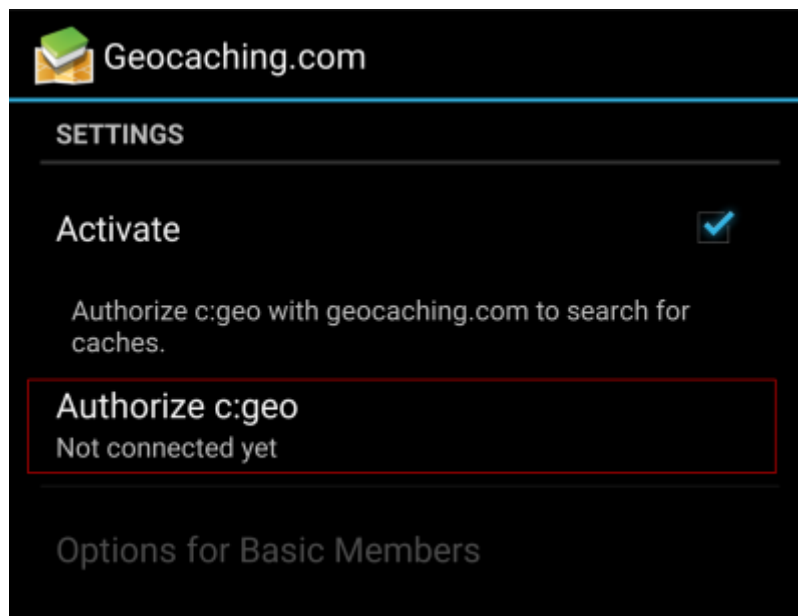 Geocaching.com
SETTINGS
Activate
Authorize c:geo with geocaching.com to search for
caches.
Authorize c:geo
Not connected yet
Options for Basic Members